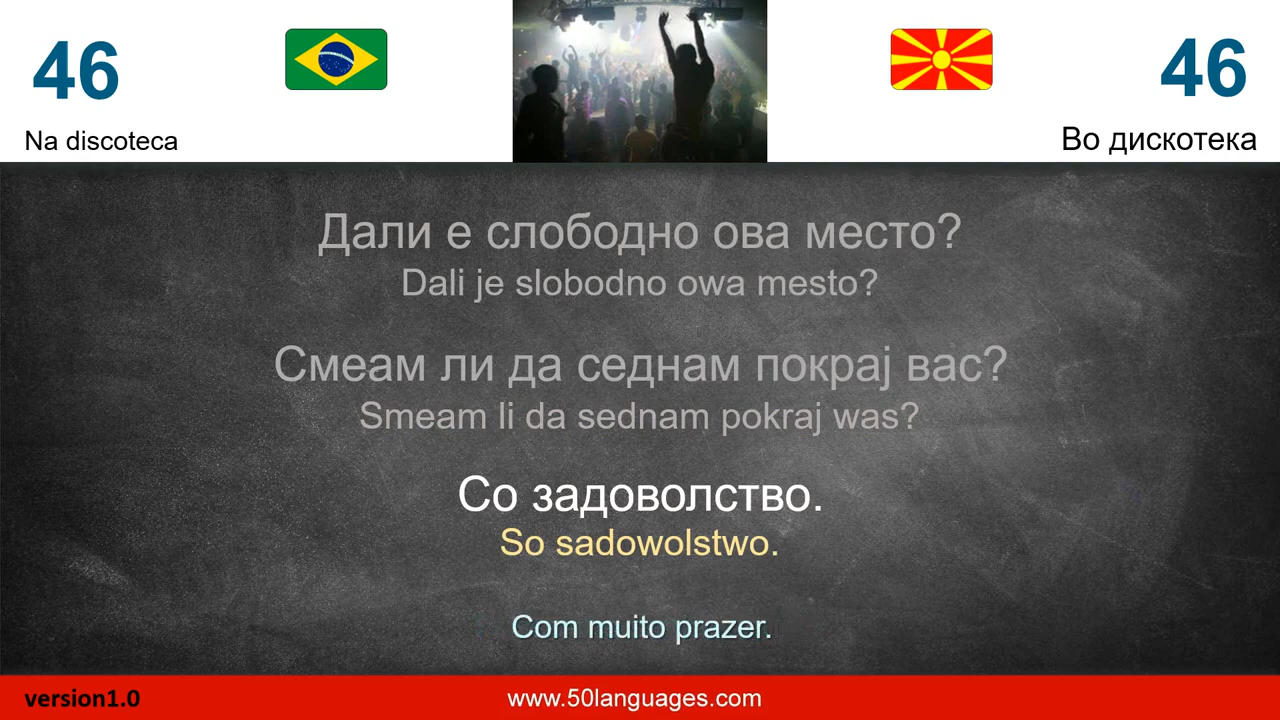 46
46
Na discoteca
Во дискотека
Дали е слободно ова место?
Dali je slobodno owa mesto?
Смеам ли да седнам покрај вас?
Smeam li da sednam pokraj was?
Со задоволство.
So sadowolstwo.
Com muito prazer.
version1.0
www.50languages.com